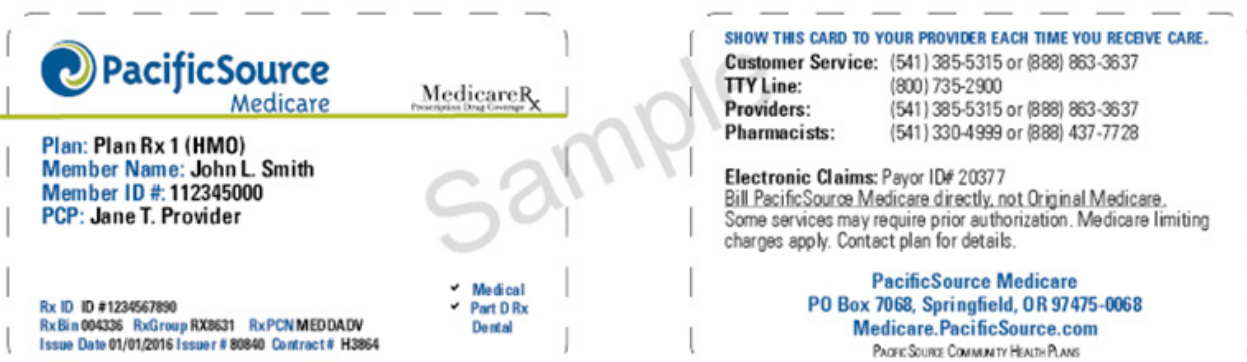 PacificSource
Medicare
MedicareRx
Prescription Drug Coverage
Plan: Plan Rx 1 (HMO)
Member Name: John L. Smith
Member ID #: 112345000
PCP: Jane T. Provider
✓ Medical
✓ Part D Rx
Dental
Rx ID ID #1234567890
RxBin 004336 RxGroup RX8631 RxPCN MEDDADV
Issue Date 01/01/2016 Issuer # 80840 Contract # H3864
Sample
SHOW THIS CARD TO YOUR PROVIDER EACH TIME YOU RECEIVE CARE.
Customer Service: (541) 385-5315 or (888) 863-3637
TTY Line: (800) 735-2900
Providers: (541) 385-5315 or (888) 863-3637
Pharmacists: (541) 330-4999 or (888) 437-7728
Electronic Claims: Payor ID# 20377
Bill PacificSource Medicare directly, not Original Medicare.
Some services may require prior authorization. Medicare limiting
charges apply. Contact plan for details.
PacificSource Medicare
PO Box 7068, Springfield, OR 97475-0068
Medicare.PacificSource.com
PacificSource Community Health Plans